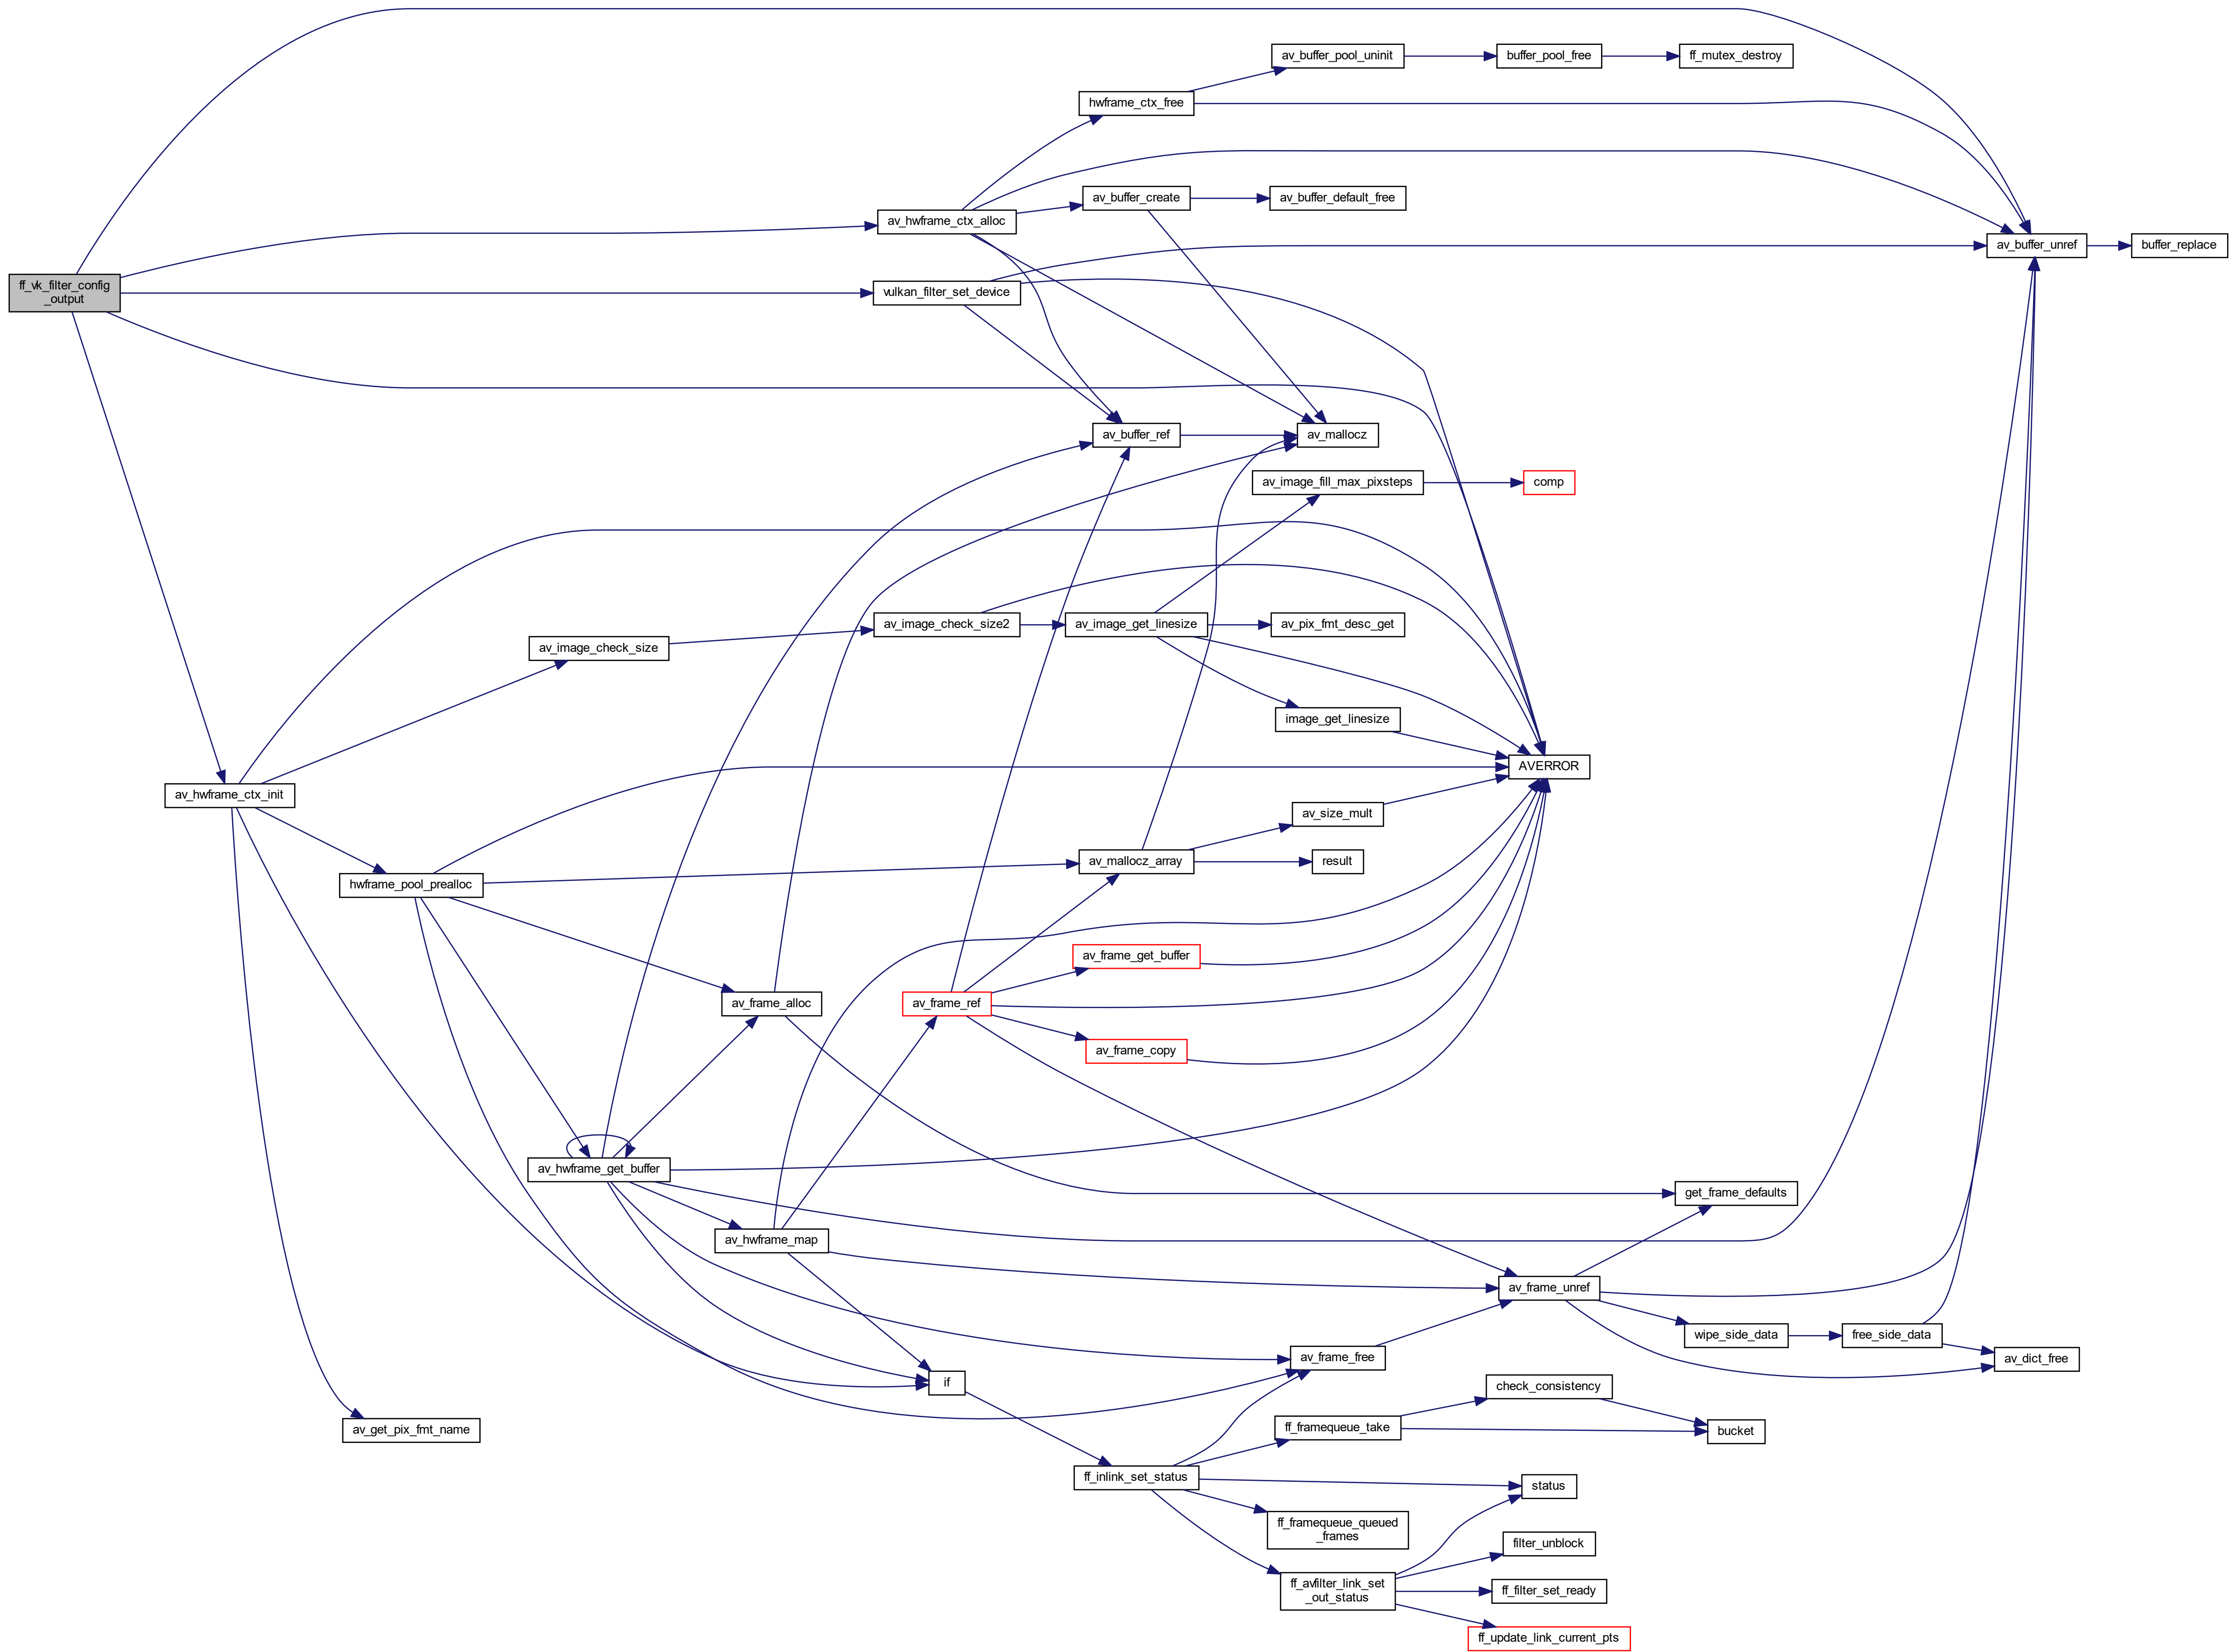 ff_vk_filter_config
_output
av_hwframe_ctx_init
av_get_pix_fmt_name
hwframe_pool_prealloc
av_image_check_size
av_hwframe_get_buffer
av_hwframe_ctx_alloc
vulkan_filter_set_device
av_image_check_size2
av_frame_alloc
av_frame_ref
av_hwframe_map
if
hwframe_ctx_free
av_buffer_create
av_buffer_ref
av_image_get_linesize
av_mallocz_array
av_frame_get_buffer
av_frame_copy
ff_inlink_set_status
av_buffer_pool_uninit
av_buffer_default_free
av_mallocz
av_image_fill_max_pixsteps
av_pix_fmt_desc_get
image_get_linesize
av_size_mult
result
av_frame_free
ff_framequeue_take
ff_framequeue_queued
_frames
ff_avfilter_link_set
_out_status
buffer_pool_free
comp
AVERROR
av_frame_unref
check_consistency
status
filter_unblock
ff_filter_set_ready
ff_update_link_current_pts
ff_mutex_destroy
get_frame_defaults
wipe_side_data
bucket
free_side_data
av_buffer_unref
av_dict_free
buffer_replace